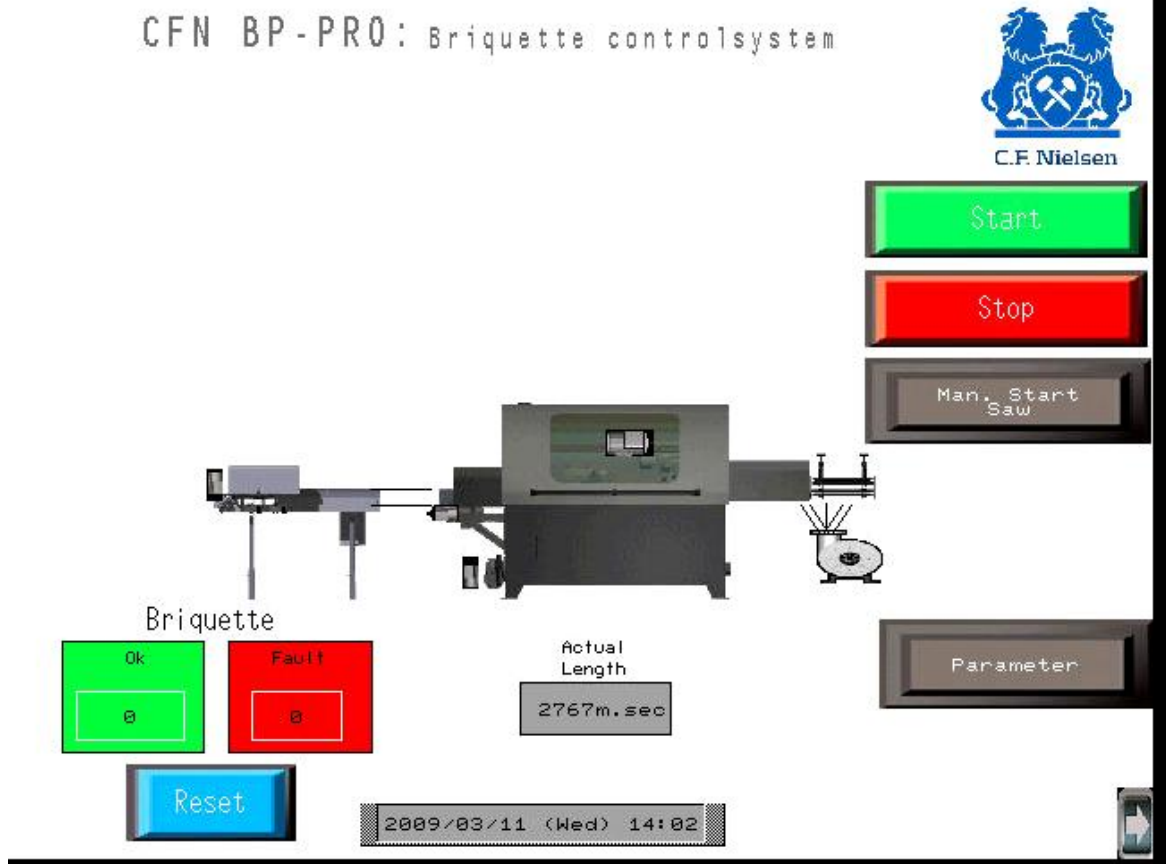 CFN BP-PRO: Briquette controlsystem
C.F. Nielsen
Start
Stop
Man. Start
Saw
Briquette
Ok
Fault
0
0
Actual
Length
2767m.sec
Parameter
Reset
2009/03/11 (Wed) 14:02